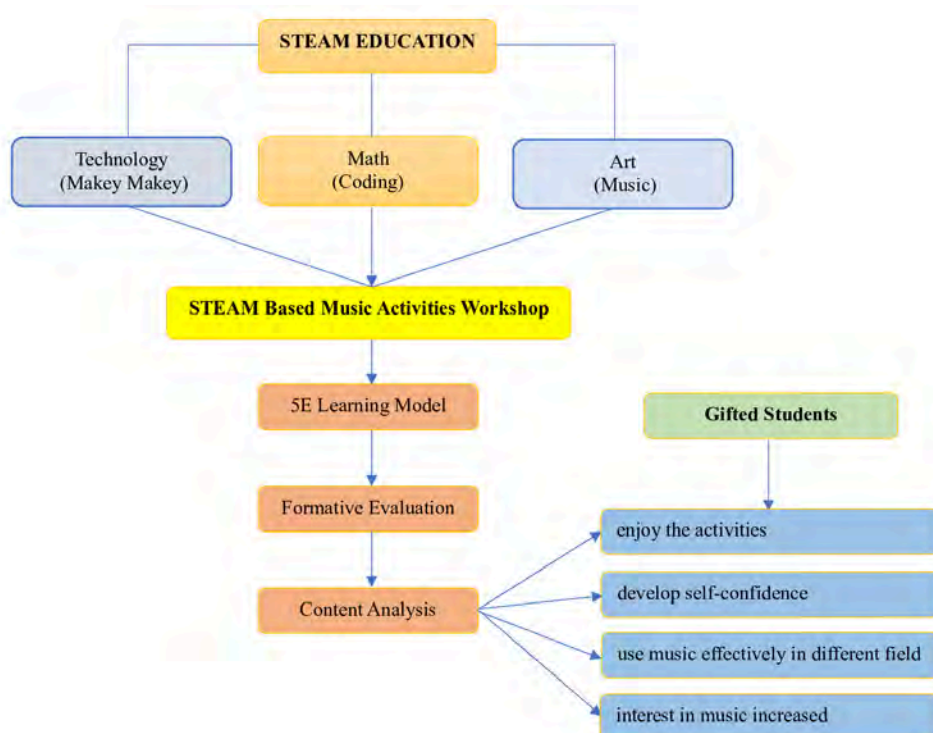 STEAM EDUCATION
Technology
(Makey Makey)
Math
(Coding)
Art
(Music)
STEAM Based Music Activities Workshop
5E Learning Model
Gifted Students
Formative Evaluation
enjoy the activities
develop self-confidence
Content Analysis
use music effectively in different field
interest in music increased